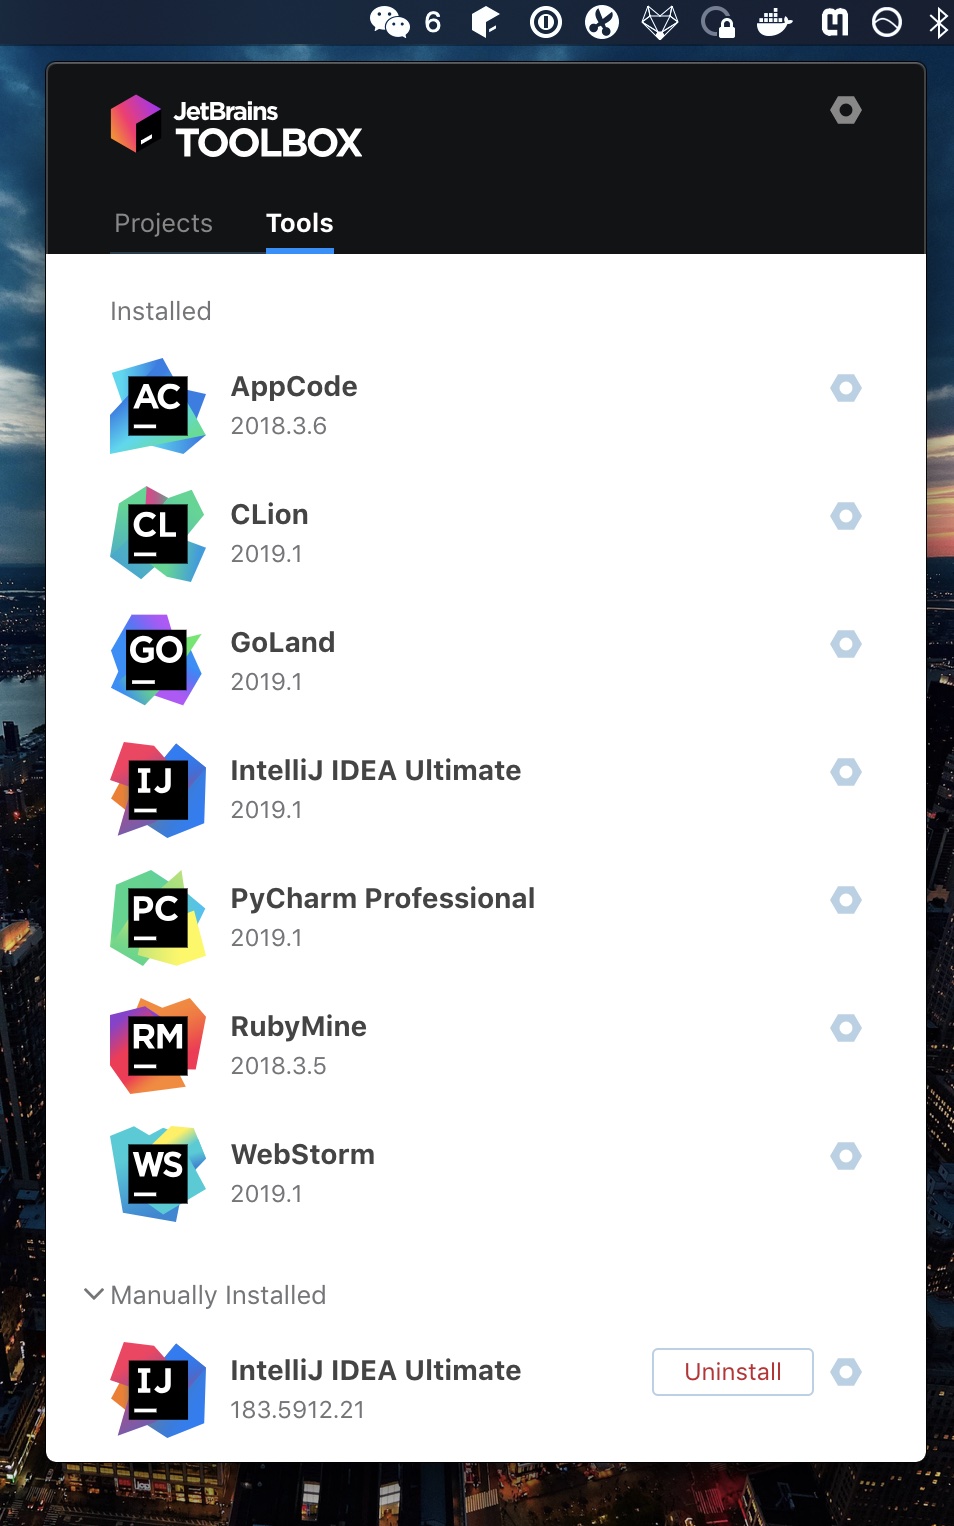 6
JetBrains
TOOLBOX
Projects Tools
Installed
AC
AppCode
2018.3.6
CL
CLion
2019.1
GO
GoLand
2019.1
IJ
IntelliJ IDEA Ultimate
2019.1
PC
PyCharm Professional
2019.1
RM
RubyMine
2018.3.5
WS
WebStorm
2019.1
Manually Installed
IJ
IntelliJ IDEA Ultimate
Uninstall
183.5912.21